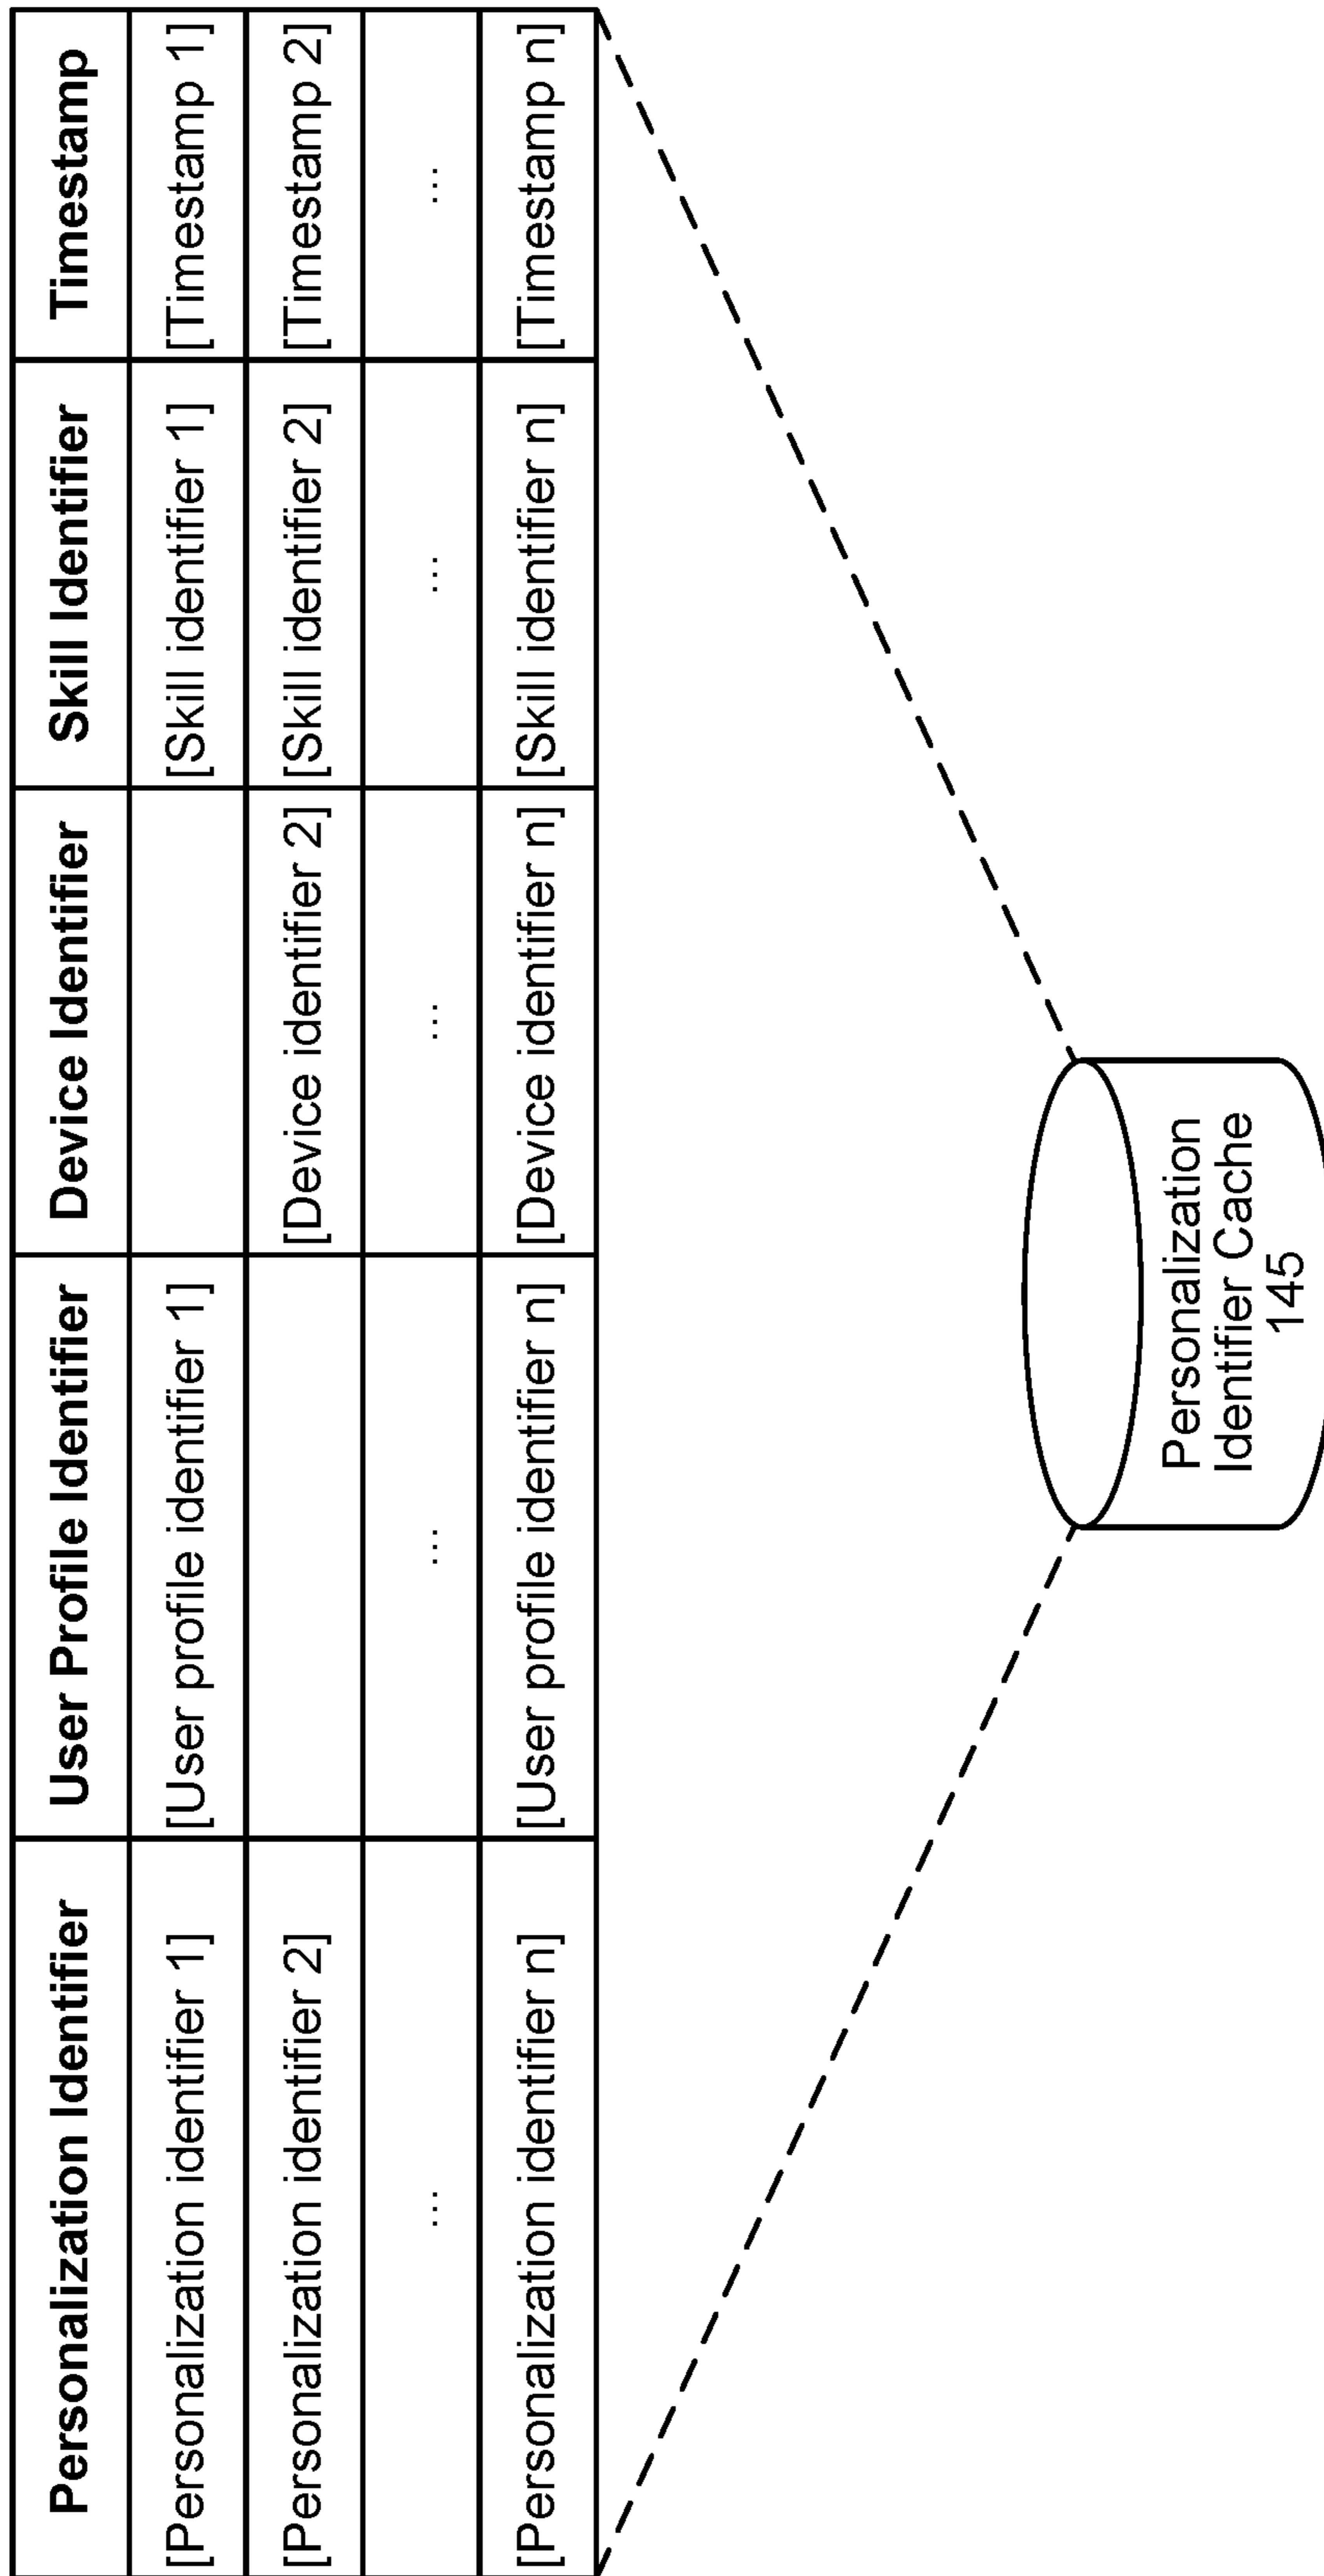 Personalization Identifier User Profile Identifier Device Identifier Skill Identifier Timestamp
[Personalization identifier 1] [User profile identifier 1] [Skill identifier 1] [Timestamp 1]
[Personalization identifier 2] [Device identifier 2] [Skill identifier 2] [Timestamp 2]
... ... ... ... ...
[Personalization identifier n] [User profile identifier n] [Device identifier n] [Skill identifier n] [Timestamp n]
Personalization
Identifier Cache
145